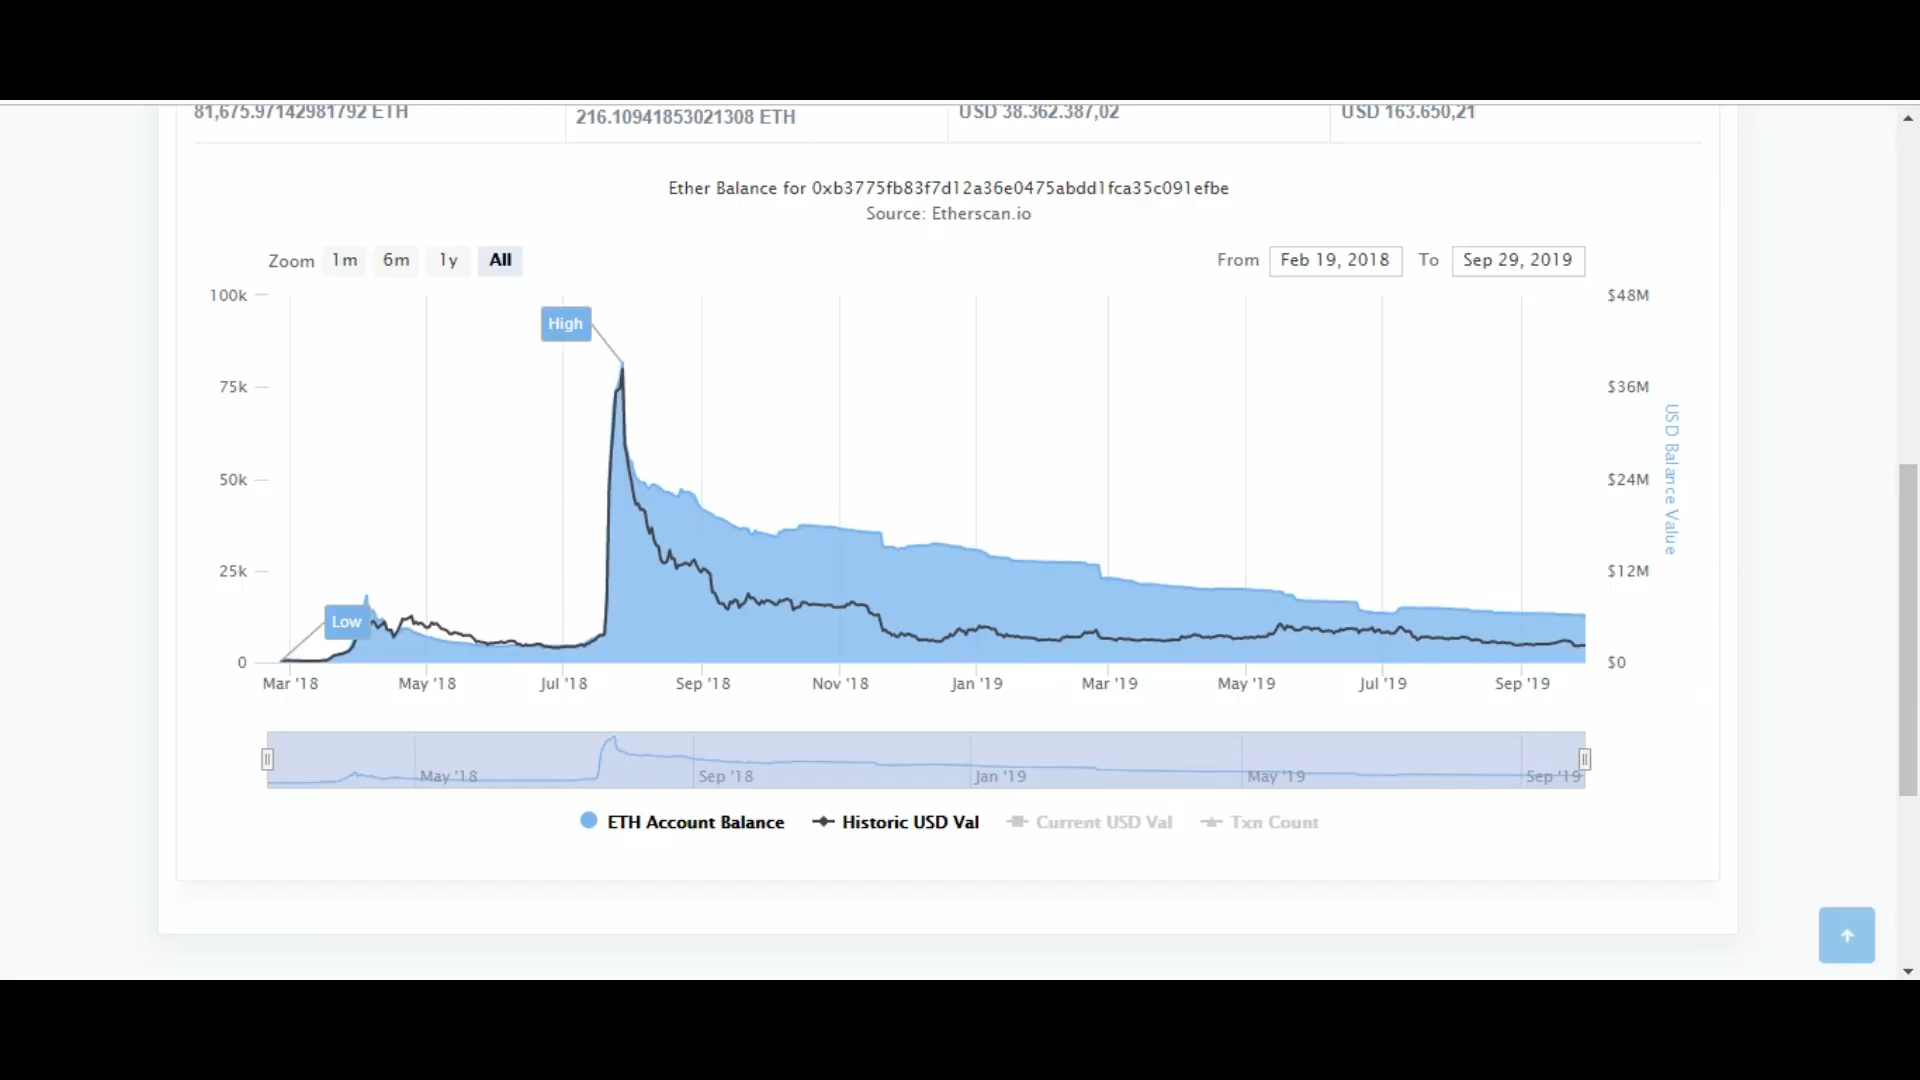 81,675.97142981792 ETH
216.10941853021308 ETH
USD 38.362.387,02
USD 163.650,21
Ether Balance for 0xb3775fb83f7d12a36e0475abdd1fca35c091efbe
Source: Etherscan.io
Zoom 1m 6m 1y All
From Feb 19, 2018 To Sep 29, 2019
100k
75k
50k
25k
0
High
Low
$48M
$36M
$24M
$12M
$0
USD Balance Value
Mar '18 May '18 Jul '18 Sep '18 Nov '18 Jan '19 Mar '19 May '19 Jul '19 Sep '19
May '18 Sep '18 Jan '19 May '19 Sep '19
ETH Account Balance Historic USD Val Current USD Val Txn Count